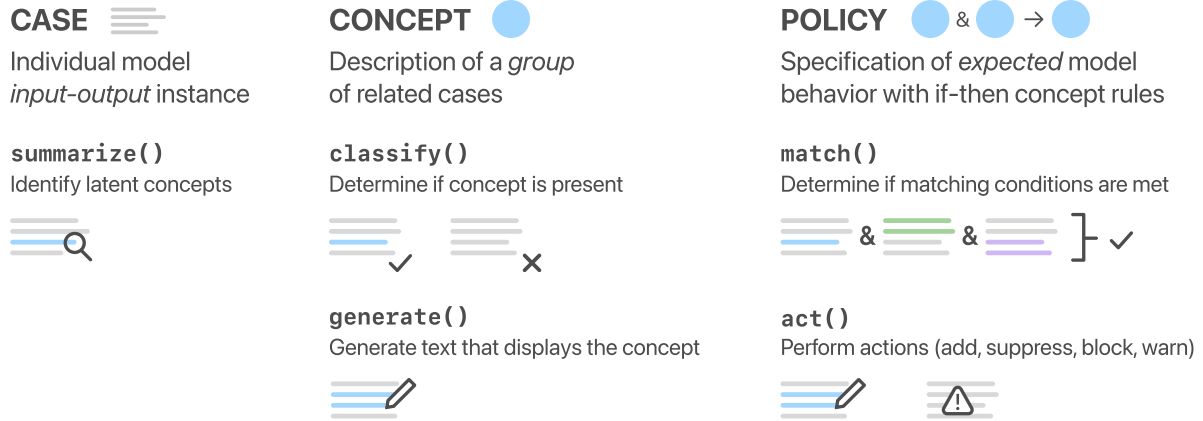 CASE
Individual model
input-output instance
summarize()
Identify latent concepts
CONCEPT
Description of a group
of related cases
classify()
Determine if concept is present
generate()
Generate text that displays the concept
POLICY & →
Specification of expected model
behavior with if-then concept rules
match()
Determine if matching conditions are met
& &
act()
Perform actions (add, suppress, block, warn)